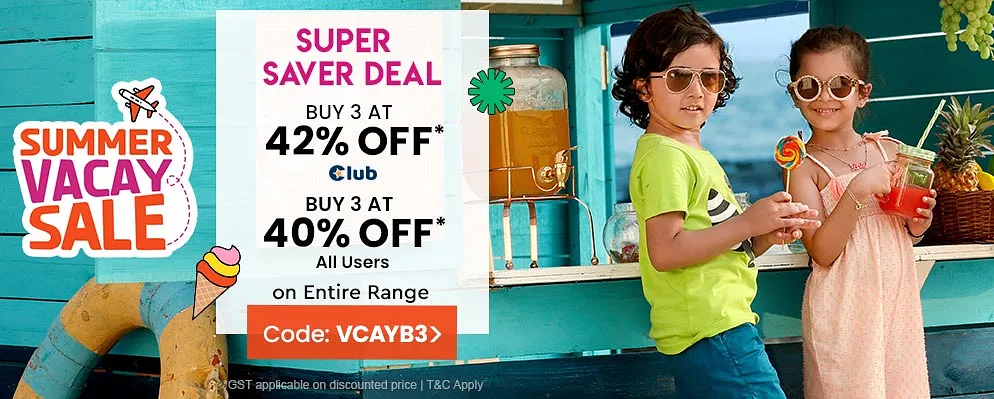 SUMMER
VACAY
SALE
SUPER
SAVER DEAL
BUY 3 AT
42% OFF*
Club
BUY 3 AT
40% OFF*
All Users
on Entire Range
Code: VCAYB3>
GST applicable on discounted price | T&C Apply